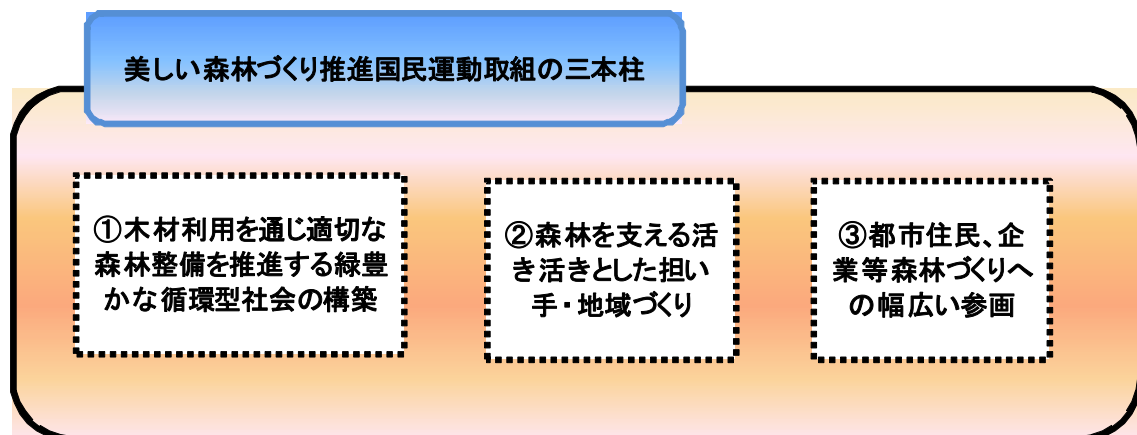 美しい森林づくり推進国民運動取組の三本柱
①木材利用を通じ適切な
森林整備を推進する緑豊
かな循環型社会の構築
②森林を支える活
き活きとした担い
手・地域づくり
③都市住民、企
業等森林づくりへ
の幅広い参画